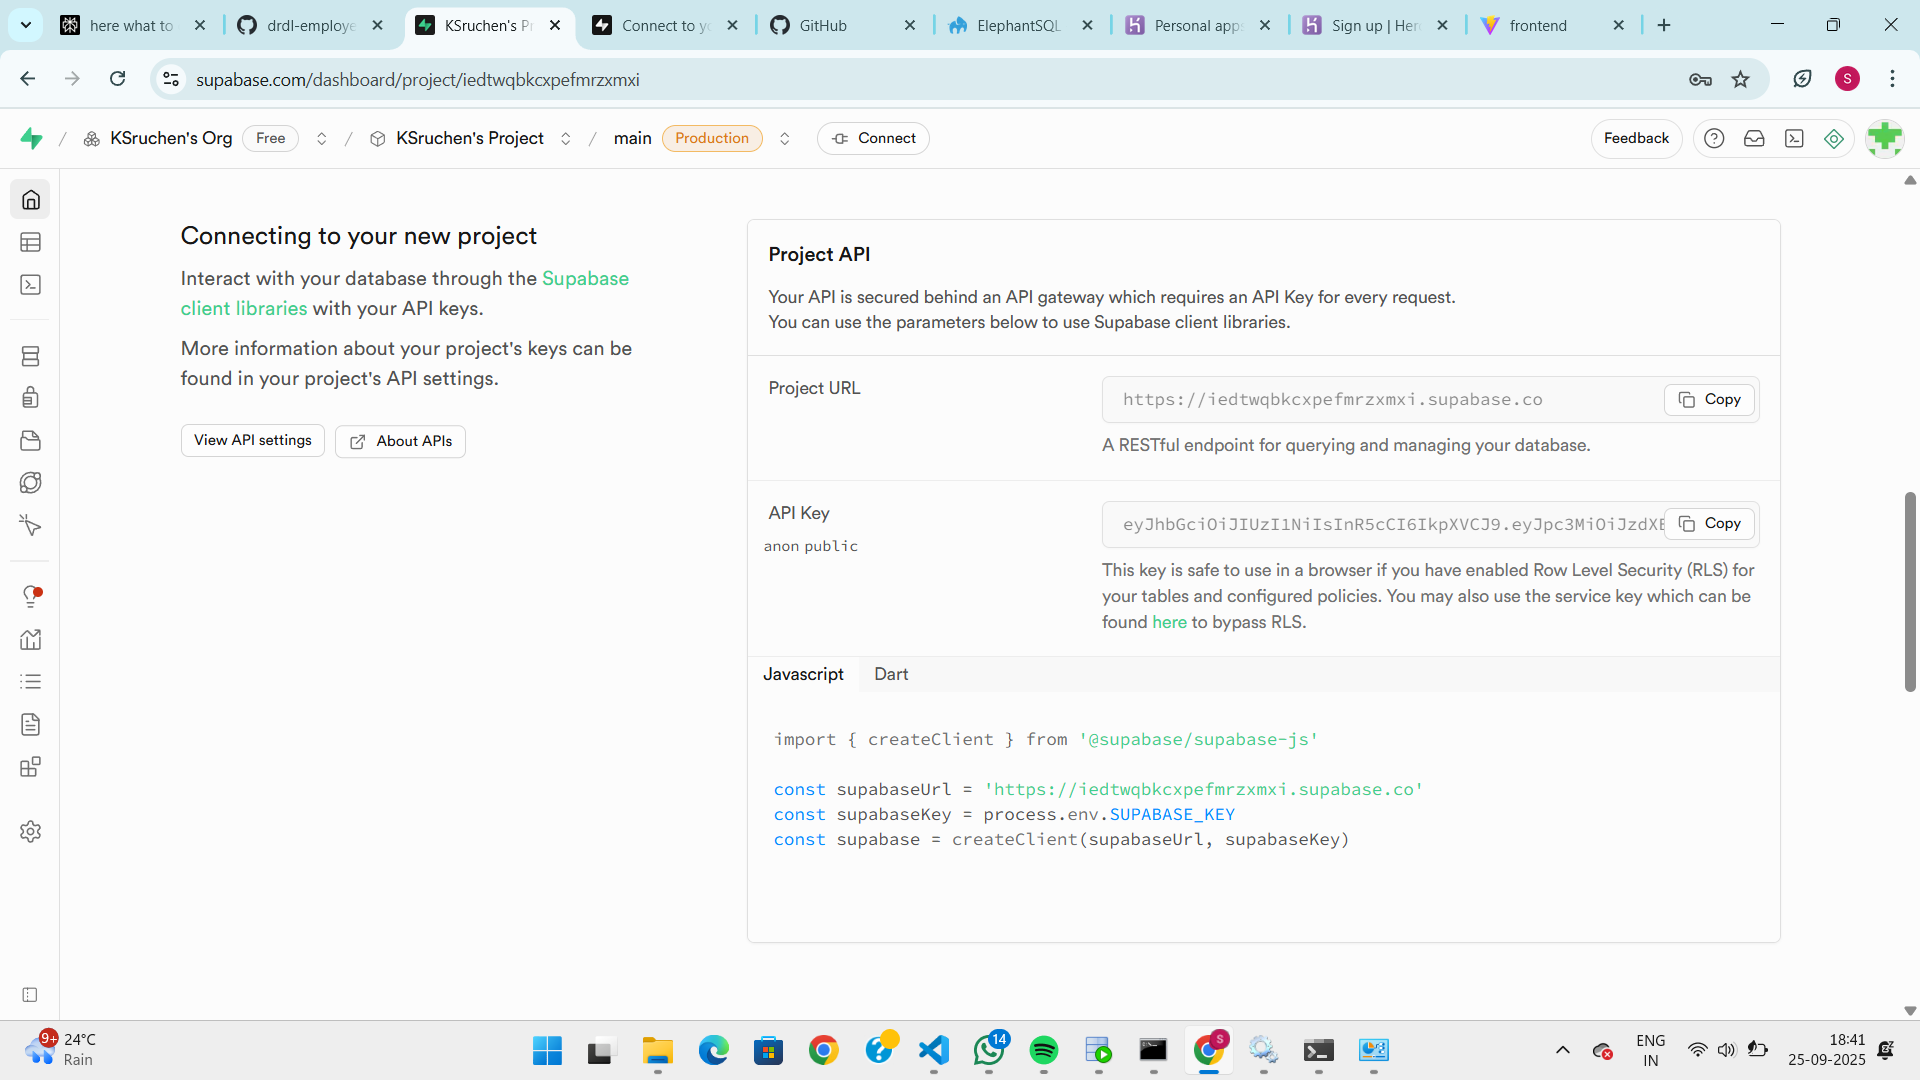 here what to
drdl-employe
KSruchen's Pr
Connect to yo
GitHub
ElephantSQL
Personal apps
Sign up | Her
frontend
supabase.com/dashboard/project/iedtwqbkcxpefmrzxmxi
S
KSruchen's Org
Free
KSruchen's Project
main
Production
Connect
Feedback
Connecting to your new project
Interact with your database through the Supabase
client libraries with your API keys.
More information about your project's keys can be
found in your project's API settings.
View API settings
About APIs
Project API
Your API is secured behind an API gateway which requires an API Key for every request.
You can use the parameters below to use Supabase client libraries.
Project URL
https://iedtwqbkcxpefmrzxmxi.supabase.co
Copy
A RESTful endpoint for querying and managing your database.
API Key
anon public
eyJhbGciOiJIUzI1NiIsInR5cCI6IkpXVCJ9.eyJpc3MiOiJzdXB
Copy
This key is safe to use in a browser if you have enabled Row Level Security (RLS) for
your tables and configured policies. You may also use the service key which can be
found here to bypass RLS.
Javascript
Dart
import { createClient } from '@supabase/supabase-js'
const supabaseUrl = 'https://iedtwqbkcxpefmrzxmxi.supabase.co'
const supabaseKey = process.env.SUPABASE_KEY
const supabase = createClient(supabaseUrl, supabaseKey)
9+
24°C
Rain
14
S
ENG
IN
18:41
25-09-2025